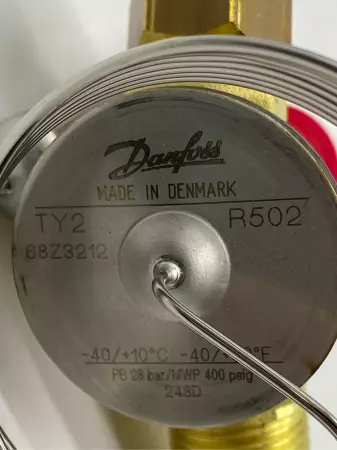 Danfoss
MADE IN DENMARK
TY2 R502
68Z3212
-40/+10°C -40/
PB 28 bar/MWP 400 psig
248D